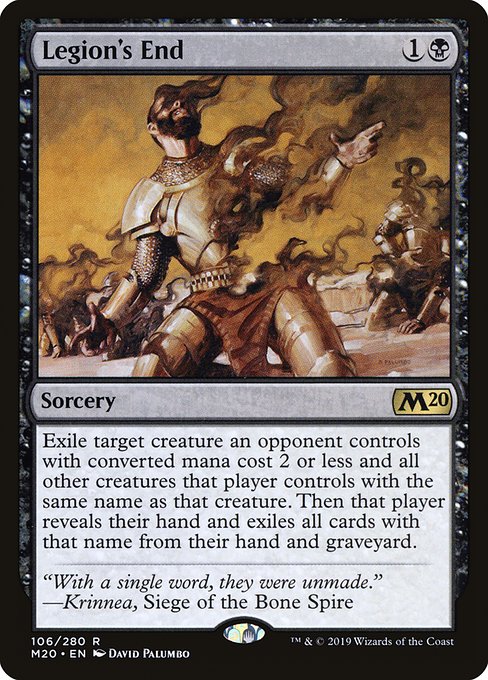 Legion's End 1
D. PALUMBO
Sorcery M20
Exile target creature an opponent controls
with converted mana cost 2 or less and all
other creatures that player controls with the
same name as that creature. Then that player
reveals their hand and exiles all cards with
that name from their hand and graveyard.
“With a single word, they were unmade.”
—Krinnea, Siege of the Bone Spire
106/280 R
M20 • EN DAVID PALUMBO
™ & © 2019 Wizards of the Coast